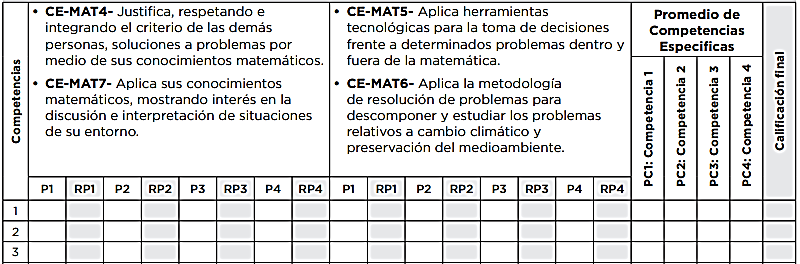 Competencias
• CE-MAT4- Justifica, respetando e
integrando el criterio de las demás
personas, soluciones a problemas por
medio de sus conocimientos matemáticos.
• CE-MAT7- Aplica sus conocimientos
matemáticos, mostrando interés en la
discusión e interpretación de situaciones
de su entorno.
• CE-MAT5- Aplica herramientas
tecnológicas para la toma de decisiones
frente a determinados problemas dentro y
fuera de la matemática.
• CE-MAT6- Aplica la metodología
de resolución de problemas para
descomponer y estudiar los problemas
relativos a cambio climático y
preservación del medioambiente.
Promedio de
Competencias
Especificas
PC1: Competencia 1
PC2: Competencia 2
PC3: Competencia 3
PC4: Competencia 4
Calificación final
P1 RP1 P2 RP2 P3 RP3 P4 RP4 P1 RP1 P2 RP2 P3 RP3 P4 RP4
1
2
3